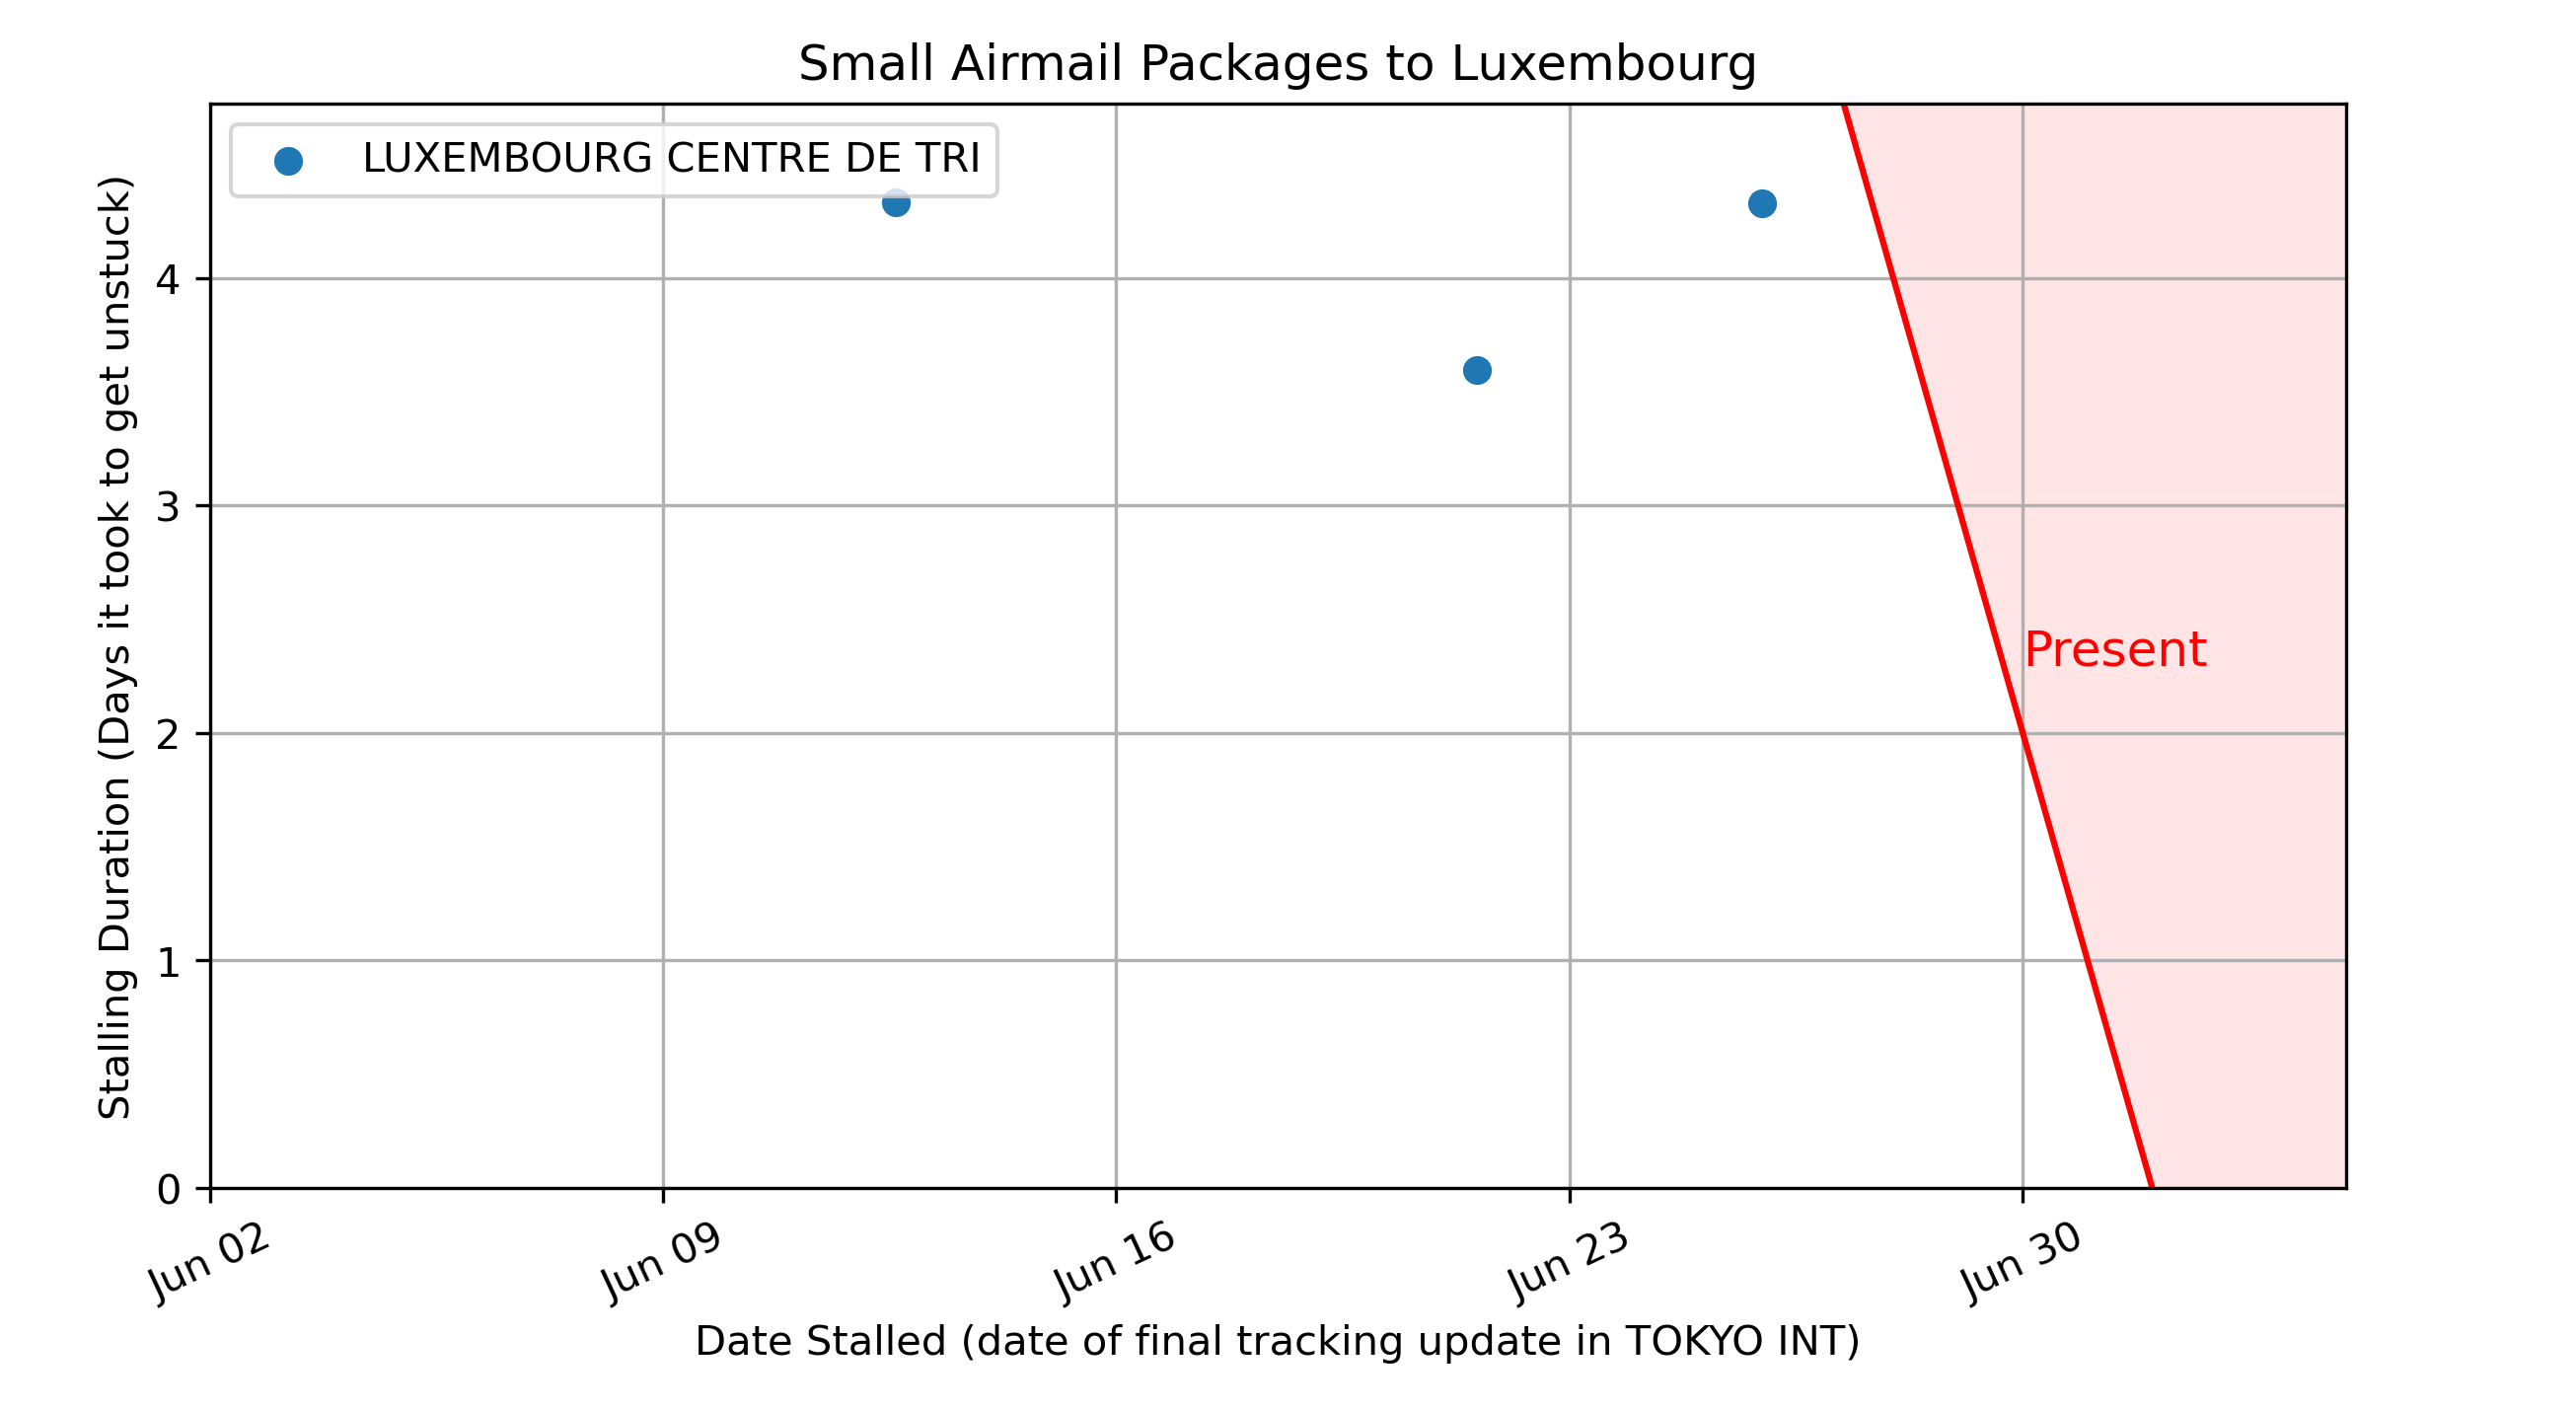 Small Airmail Packages to Luxembourg
LUXEMBOURG CENTRE DE TRI
Stalling Duration (Days it took to get unstuck)
4
3
2
1
0
Present
Jun 02
Jun 09
Jun 16
Jun 23
Jun 30
Date Stalled (date of final tracking update in TOKYO INT)